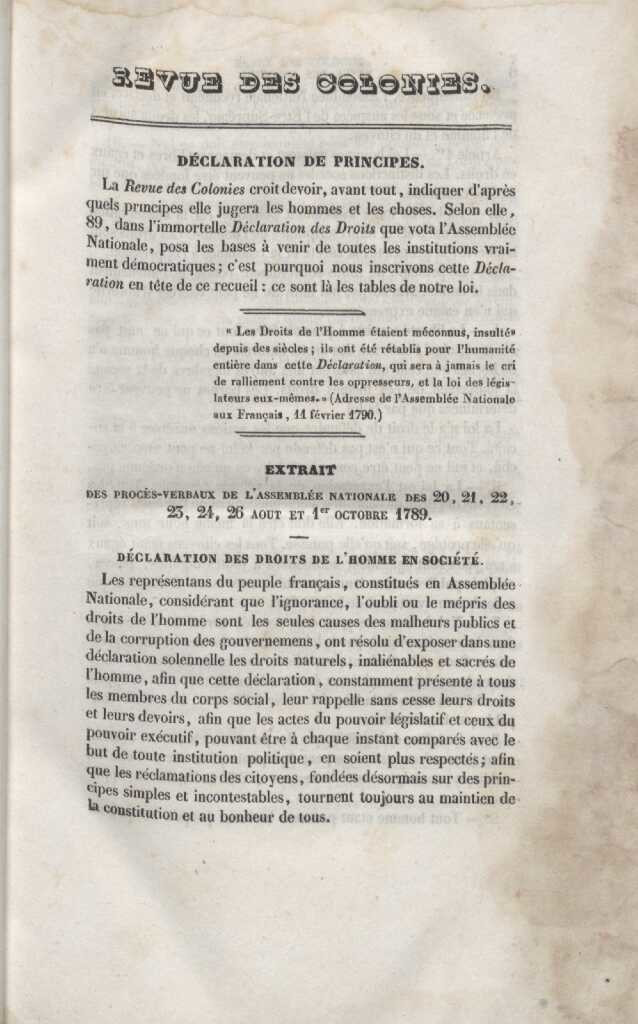 REVUE DES COLONIES.
DÉCLARATION DE PRINCIPES.
La Revue des Colonies croit devoir, avant tout, indiquer d'après
quels principes elle jugera les hommes et les choses. Selon elle,
89, dans l'immortelle Déclaration des Droits que vota l'Assemblée
Nationale, posa les bases à venir de toutes les institutions vrai-
ment démocratiques; c'est pourquoi nous inscrivons cette Décla-
ration en tête de ce recueil : ce sont là les tables de notre loi.
« Les Droits de l'Homme étaient méconnus, insultés
depuis des siècles; ils ont été rétablis pour l'humanité
entière dans cette Déclaration, qui sera à jamais le cri
de ralliement contre les oppresseurs, et la loi des légis-
lateurs eux-mêmes. » (Adresse de l'Assemblée Nationale
aux Français, 11 février 1790.)
EXTRAIT
DES PROCÈS-VERBAUX DE L'ASSEMBLÉE NATIONALE DES 20, 21, 22,
23, 24, 26 AOUT ET 1er OCTOBRE 1789.
DÉCLARATION DES DROITS DE L'HOMME EN SOCIÉTÉ.
Les représentans du peuple français, constitués en Assemblée
Nationale, considérant que l'ignorance, l'oubli ou le mépris des
droits de l'homme sont les seules causes des malheurs publics et
de la corruption des gouvernemens, ont résolu d'exposer dans une
déclaration solennelle les droits naturels, inaliénables et sacrés de
l'homme, afin que cette déclaration, constamment présente à tous
les membres du corps social, leur rappelle sans cesse leurs droits
et leurs devoirs, afin que les actes du pouvoir législatif et ceux du
pouvoir exécutif, pouvant être à chaque instant comparés avec le
but de toute institution politique, en soient plus respectés; afin
que les réclamations des citoyens, fondées désormais sur des prin-
cipes simples et incontestables, tournent toujours au maintien de
la constitution et au bonheur de tous.